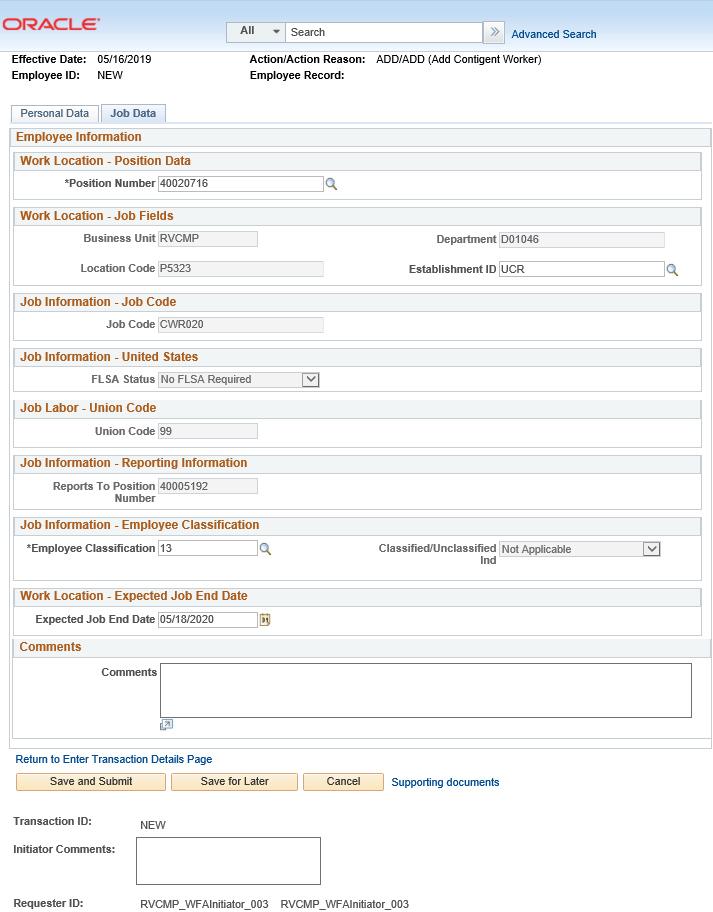 ORACLE
All Search Advanced Search
Effective Date: 05/16/2019 Action/Action Reason: ADD/ADD (Add Contigent Worker)
Employee ID: NEW Employee Record:
Personal Data Job Data
Employee Information
Work Location - Position Data
*Position Number 40020716
Work Location - Job Fields
Business Unit RVCMP Department D01046
Location Code P5323 Establishment ID UCR
Job Information - Job Code
Job Code CWR020
Job Information - United States
FLSA Status No FLSA Required
Job Labor - Union Code
Union Code 99
Job Information - Reporting Information
Reports To Position Number 40005192
Job Information - Employee Classification
*Employee Classification 13 Classified/Unclassified Ind Not Applicable
Work Location - Expected Job End Date
Expected Job End Date 05/18/2020
Comments
Comments
Return to Enter Transaction Details Page
Save and Submit Save for Later Cancel Supporting documents
Transaction ID: NEW
Initiator Comments:
Requester ID: RVCMP_WFAInitiator_003 RVCMP_WFAInitiator_003